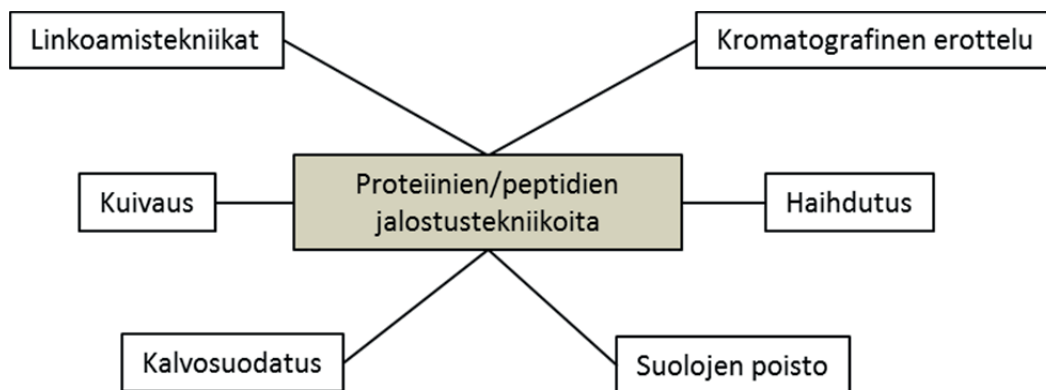 Linkoamistekniikat
Kromatografinen erottelu
Proteiinien/peptidien
jalostustekniikoita
Kuivaus
Haihdutus
Kalvosuodatus
Suolojen poisto